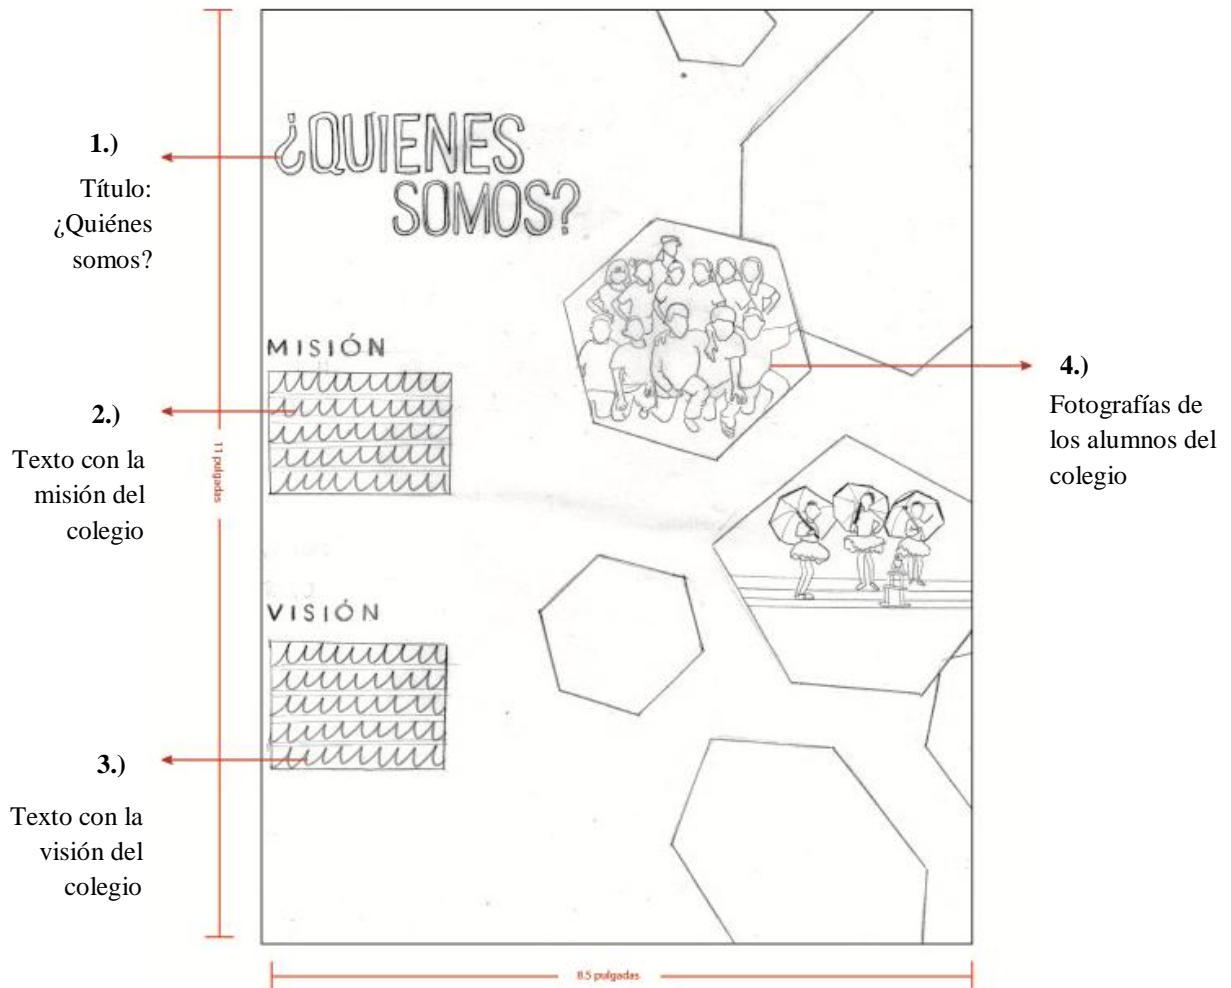 1.)
Título:
¿Quiénes
somos?
¿QUIENES
SOMOS?
MISIÓN
2.)
Texto con la
misión del
colegio
11 pulgadas
4.)
Fotografías de
los alumnos del
colegio
VISIÓN
3.)
Texto con la
visión del
colegio
8.5 pulgadas